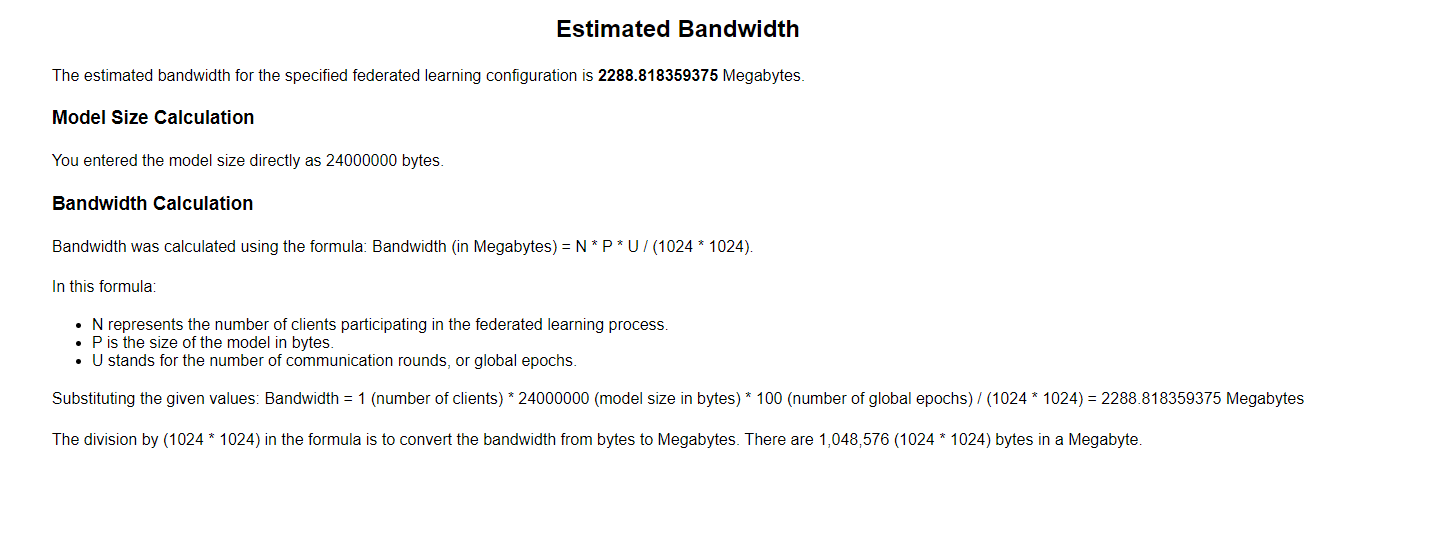 Estimated Bandwidth
The estimated bandwidth for the specified federated learning configuration is 2288.818359375 Megabytes.
Model Size Calculation
You entered the model size directly as 24000000 bytes.
Bandwidth Calculation
Bandwidth was calculated using the formula: Bandwidth (in Megabytes) = N * P * U / (1024 * 1024).
In this formula:
• N represents the number of clients participating in the federated learning process.
• P is the size of the model in bytes.
• U stands for the number of communication rounds, or global epochs.
Substituting the given values: Bandwidth = 1 (number of clients) * 24000000 (model size in bytes) * 100 (number of global epochs) / (1024 * 1024) = 2288.818359375 Megabytes
The division by (1024 * 1024) in the formula is to convert the bandwidth from bytes to Megabytes. There are 1,048,576 (1024 * 1024) bytes in a Megabyte.